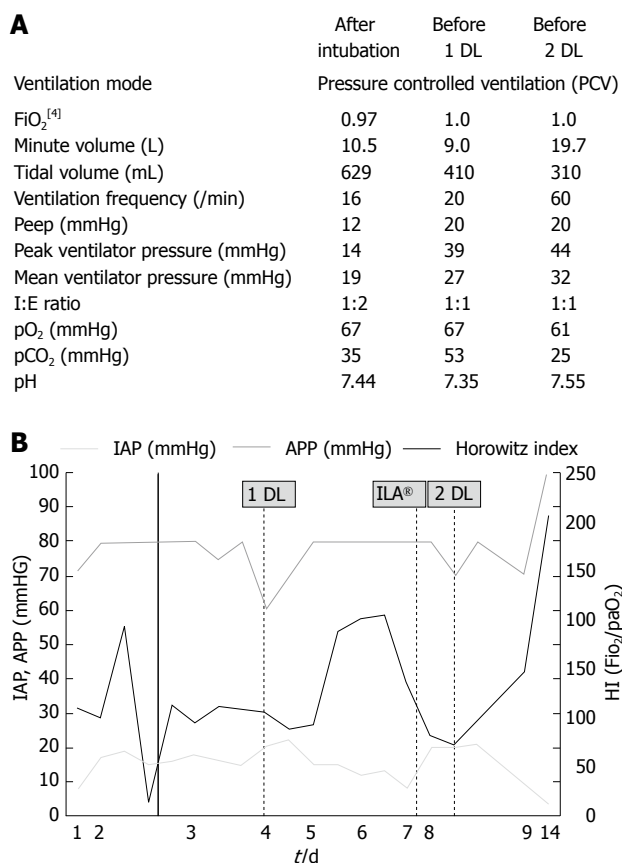 A
After intubation Before 1 DL Before 2 DL
Ventilation mode Pressure controlled ventilation (PCV)
FiO2[4] 0.97 1.0 1.0
Minute volume (L) 10.5 9.0 19.7
Tidal volume (mL) 629 410 310
Ventilation frequency (/min) 16 20 60
Peep (mmHg) 12 20 20
Peak ventilator pressure (mmHg) 14 39 44
Mean ventilator pressure (mmHg) 19 27 32
I:E ratio 1:2 1:1 1:1
pO2 (mmHg) 67 67 61
pCO2 (mmHg) 35 53 25
pH 7.44 7.35 7.55
B
IAP (mmHg) APP (mmHg) Horowitz index
1 DL ILA® 2 DL
IAP, APP (mmHG)
100
90
80
70
60
50
40
30
20
10
0
HI (Fio2/paO2)
250
200
150
100
150
100
50
0
1 2 3 4 5 6 7 8 9 14
t/d